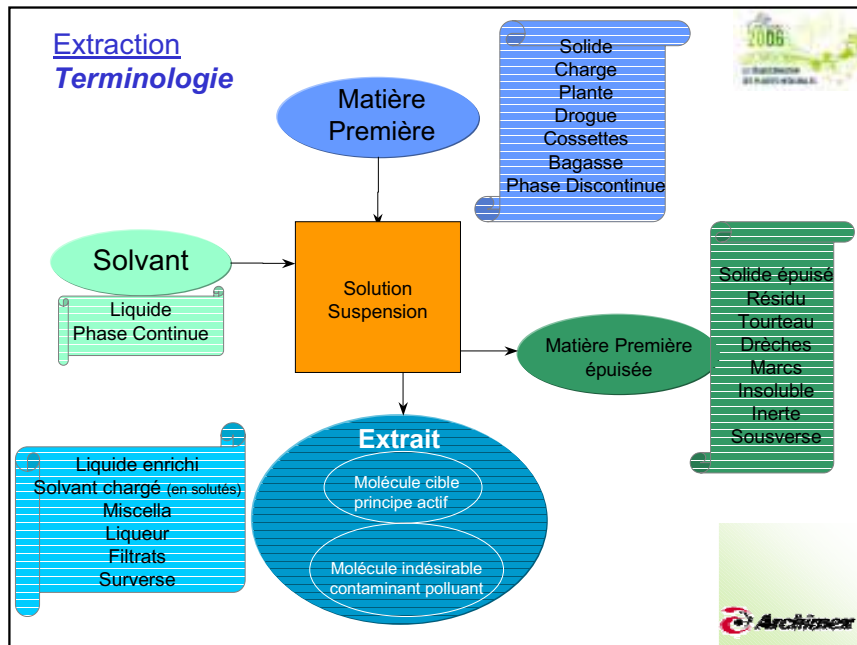 Extraction
Terminologie
2006
Matière
Première
Solide
Charge
Plante
Drogue
Cossettes
Bagasse
Phase Discontinue
Solvant
Liquide
Phase Continue
Solution
Suspension
Matière Première
épuisée
Solide épuisé
Résidu
Tourteau
Drèches
Marcs
Insoluble
Inerte
Sousverse
Extrait
Molécule cible
principe actif
Molécule indésirable
contaminant polluant
Liquide enrichi
Solvant chargé (en solutés)
Miscella
Liqueur
Filtrats
Surverse
Archimex